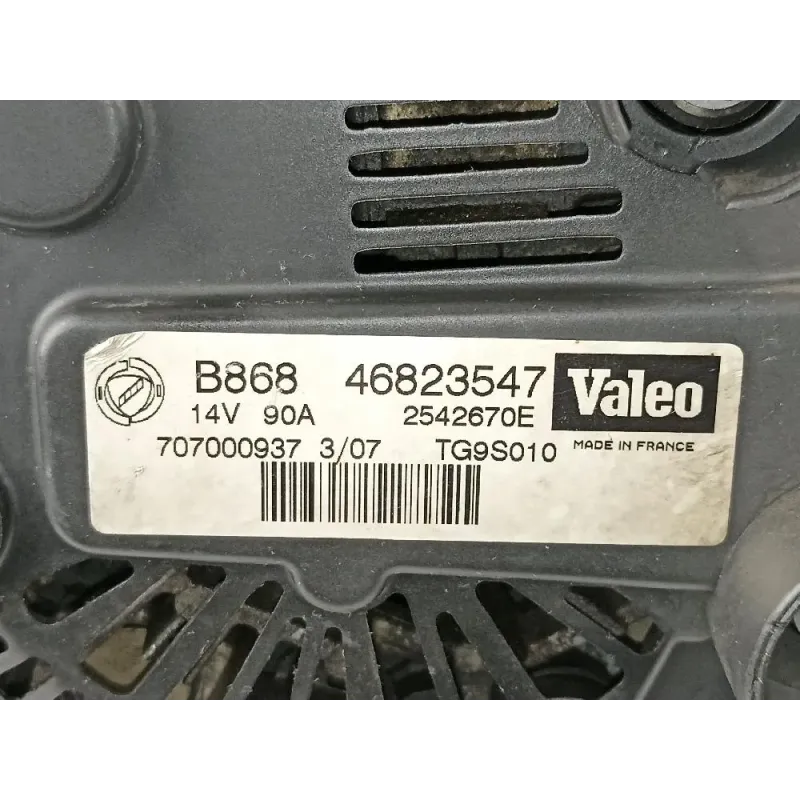 B868 46823547 Valeo
14V 90A 2542670E
707000937 3/07 TG9S010 MADE IN FRANCE